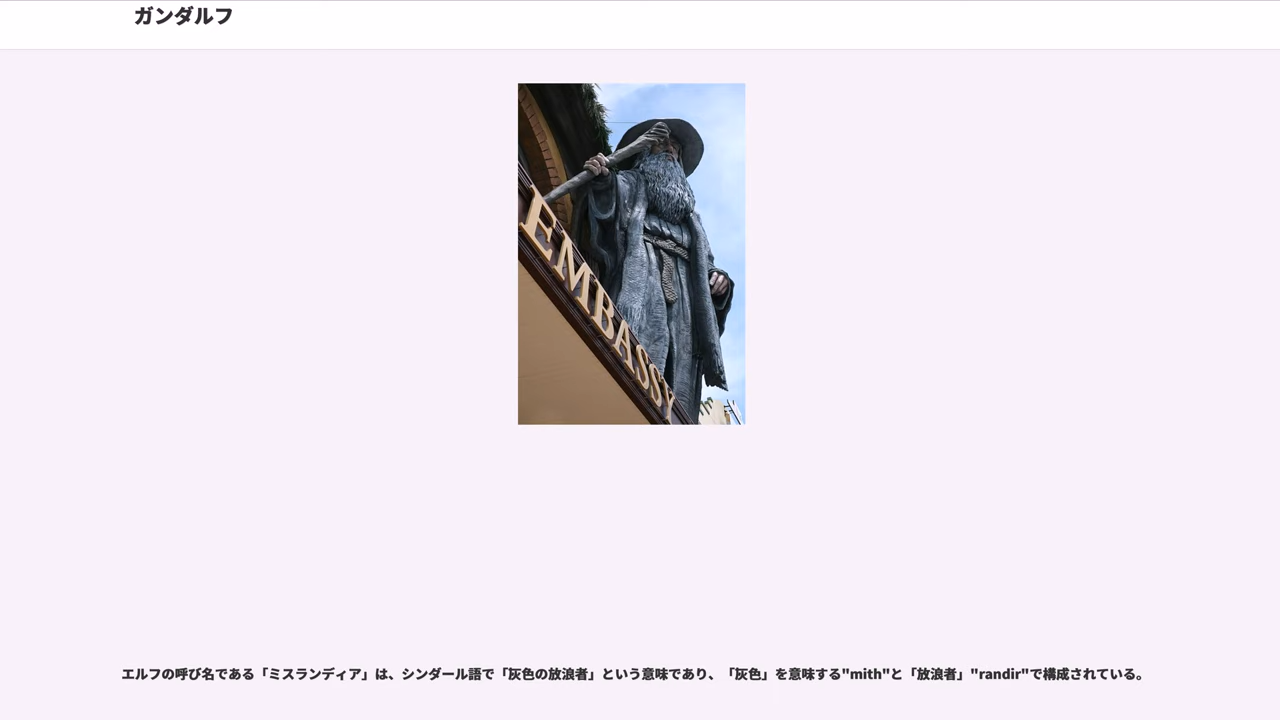 ガンダルフ
EMBASSY
エルフの呼び名である「ミスランディア」は、シンダール語で「灰色の放浪者」という意味であり、「灰色」を意味する"mith"と「放浪者」"randir"で構成されている。